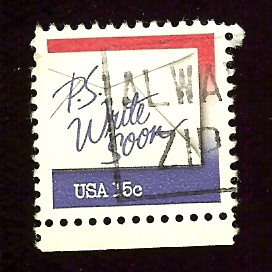 P.S.
Write
Soon
USA 15c
ALWA
ZIP